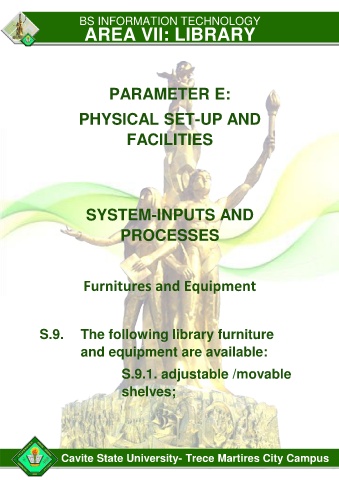 BS INFORMATION TECHNOLOGY
AREA VII: LIBRARY
PARAMETER E:
PHYSICAL SET-UP AND
FACILITIES
SYSTEM-INPUTS AND
PROCESSES
Furnitures and Equipment
S.9. The following library furniture
and equipment are available:
S.9.1. adjustable /movable
shelves;
Cavite State University- Trece Martires City Campus